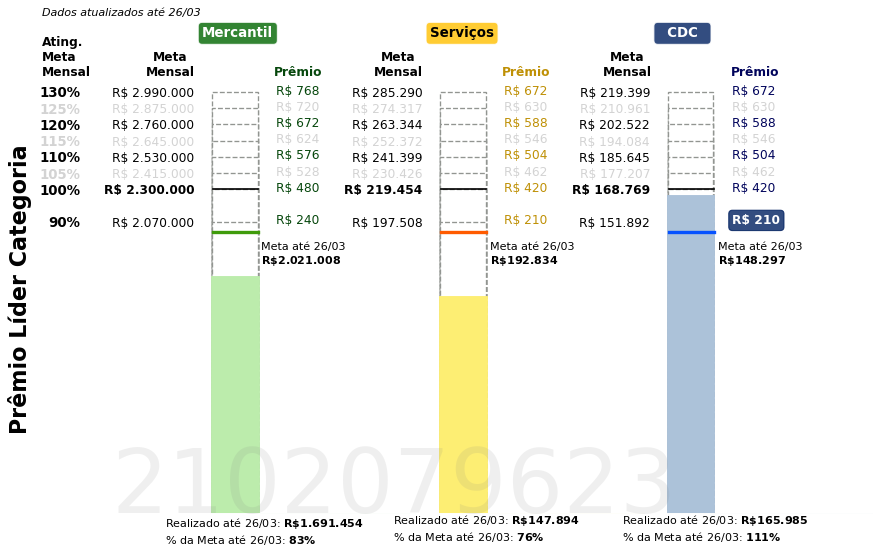 Dados atualizados até 26/03
Mercantil Serviços CDC
Ating.
Meta Meta Meta Meta
Mensal Mensal Prêmio Mensal Prêmio Mensal Prêmio
130% R$ 2.990.000 R$ 768 R$ 285.290 R$ 672 R$ 219.399 R$ 672
125% R$ 2.875.000 R$ 720 R$ 274.317 R$ 630 R$ 210.961 R$ 630
120% R$ 2.760.000 R$ 672 R$ 263.344 R$ 588 R$ 202.522 R$ 588
115% R$ 2.645.000 R$ 624 R$ 252.372 R$ 546 R$ 194.084 R$ 546
110% R$ 2.530.000 R$ 576 R$ 241.399 R$ 504 R$ 185.645 R$ 504
105% R$ 2.415.000 R$ 528 R$ 230.426 R$ 462 R$ 177.207 R$ 462
100% R$ 2.300.000 R$ 480 R$ 219.454 R$ 420 R$ 168.769 R$ 420
90% R$ 2.070.000 R$ 240 R$ 197.508 R$ 210 R$ 151.892 R$ 210
Meta até 26/03 Meta até 26/03 Meta até 26/03
R$2.021.008 R$192.834 R$148.297
Prêmio Líder Categoria
2102079623
Realizado até 26/03: R$1.691.454 Realizado até 26/03: R$147.894 Realizado até 26/03: R$165.985
% da Meta até 26/03: 83% % da Meta até 26/03: 76% % da Meta até 26/03: 111%